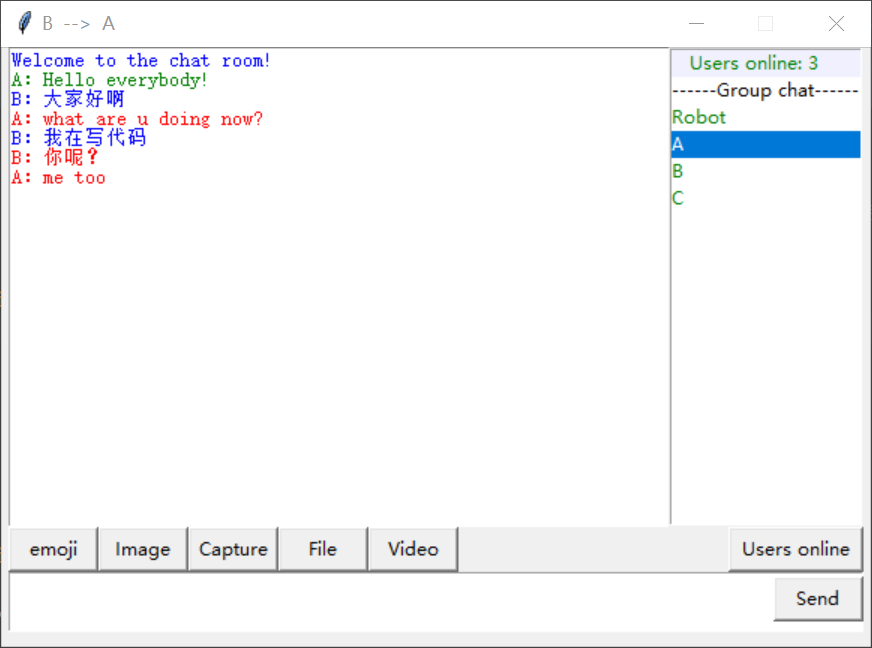 B --> A
Welcome to the chat room!
A: Hello everybody!
B: 大家好啊
A: what are u doing now?
B: 我在写代码
B: 你呢？
A: me too
Users online: 3
------Group chat------
Robot
A
B
C
emoji
Image
Capture
File
Video
Users online
Send